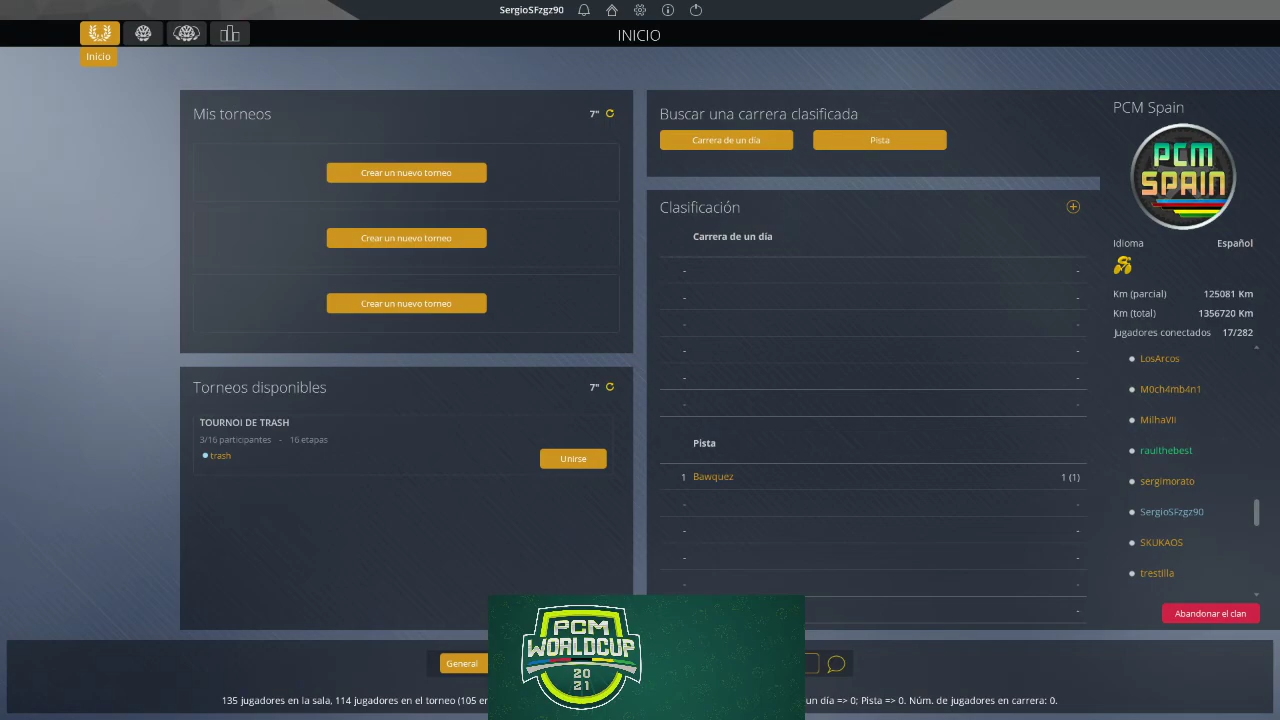 SergioSFzgz90
INICIO
Inicio
Mis torneos
7"
Crear un nuevo torneo
Crear un nuevo torneo
Crear un nuevo torneo
Torneos disponibles
7"
TOURNOI DE TRASH
3/16 participantes - 16 etapas
trash
Unirse
Buscar una carrera clasificada
Carrera de un día
Pista
Clasificación
Carrera de un día
- -
- -
- -
- -
- -
- -
Pista
1 Bawquez 1 (1)
- -
- -
- -
- -
-
PCM Spain
PCM
SPAIN
Idioma Español
Km (parcial) 125081 Km
Km (total) 1356720 Km
Jugadores conectados 17/282
LosArcos
M0ch4mb4n1
MilhaVII
raulthebest
sergimorato
SergioSFzgz90
SKUKAOS
trestilla
Abandonar el clan
PCM
WORLDCUP
20
21
General
135 jugadores en la sala, 114 jugadores en el torneo (105 en
un día => 0; Pista => 0. Núm. de jugadores en carrera: 0.